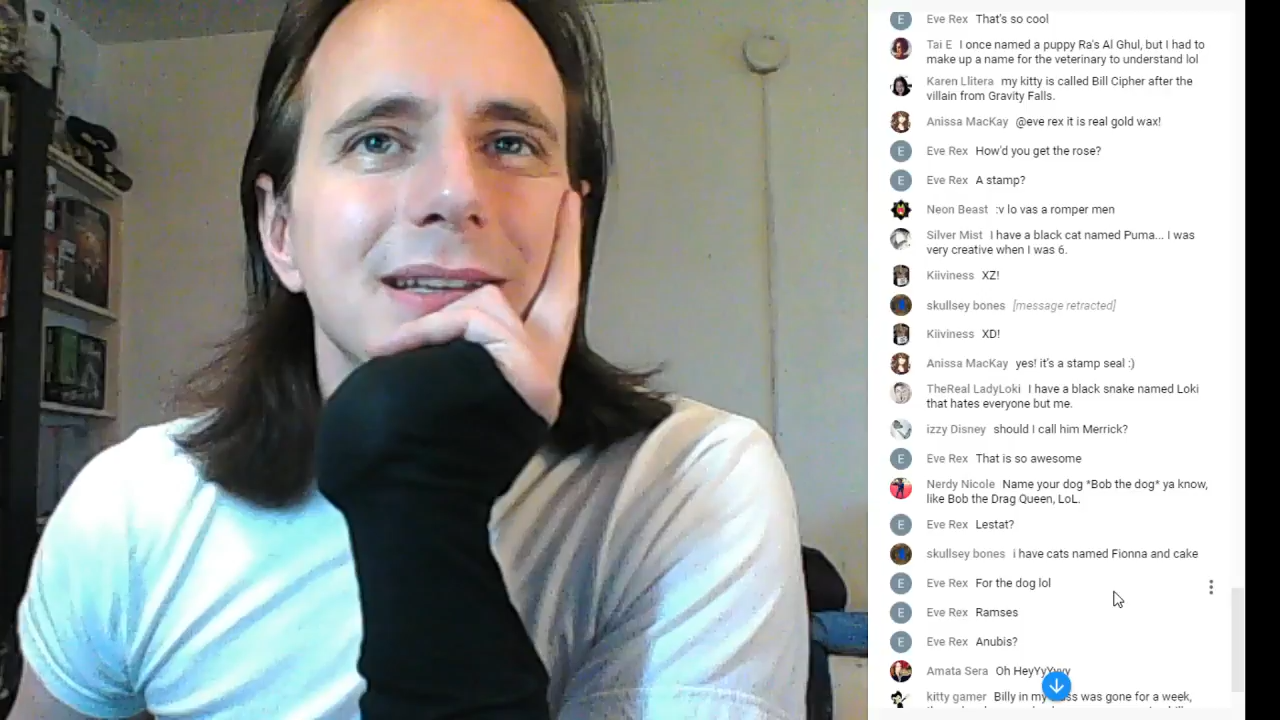 E Eve Rex That's so cool
Tai E I once named a puppy Ra's Al Ghul, but I had to
make up a name for the veterinary to understand lol
Karen Llitera my kitty is called Bill Cipher after the
villain from Gravity Falls.
Anissa MacKay @eve rex it is real gold wax!
E Eve Rex How'd you get the rose?
E Eve Rex A stamp?
Neon Beast :v lo vas a romper men
Silver Mist I have a black cat named Puma... I was
very creative when I was 6.
Kiiviness XZ!
skullsey bones [message retracted]
Kiiviness XD!
Anissa MacKay yes! it's a stamp seal :)
TheReal LadyLoki I have a black snake named Loki
that hates everyone but me.
izzy Disney should I call him Merrick?
E Eve Rex That is so awesome
Nerdy Nicole Name your dog *Bob the dog* ya know,
like Bob the Drag Queen, LoL.
E Eve Rex Lestat?
skullsey bones i have cats named Fionna and cake
E Eve Rex For the dog lol
E Eve Rex Ramses
E Eve Rex Anubis?
Amata Sera Oh HeyYyYyvy
kitty gamer Billy in my was gone for a week,